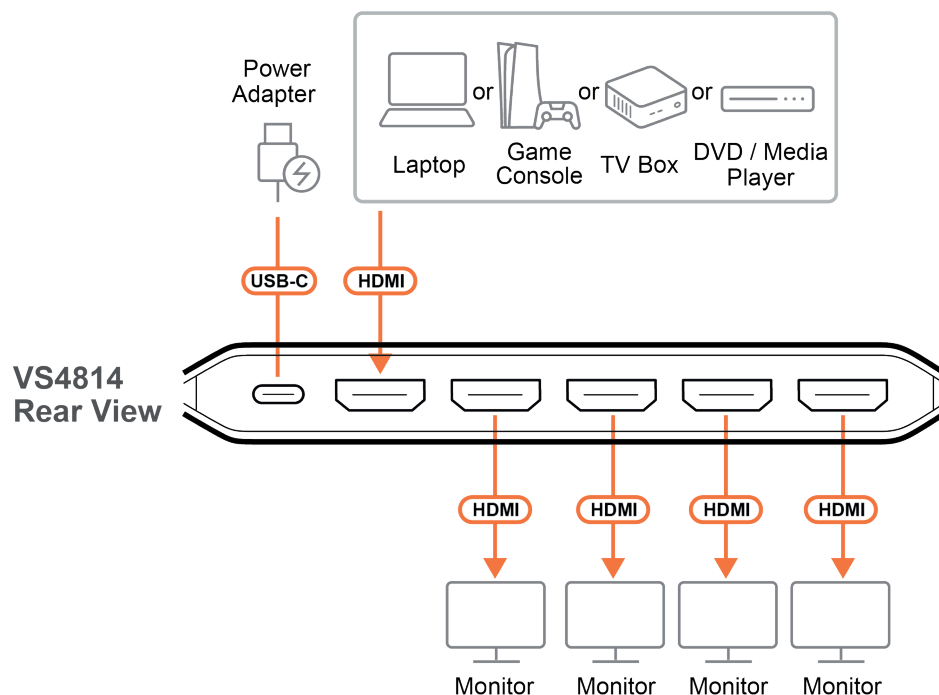 Power
Adapter
or
or
or
Laptop
Game
Console
TV Box
DVD / Media
Player
USB-C
HDMI
VS4814
Rear View
HDMI
HDMI
HDMI
HDMI
Monitor
Monitor
Monitor
Monitor